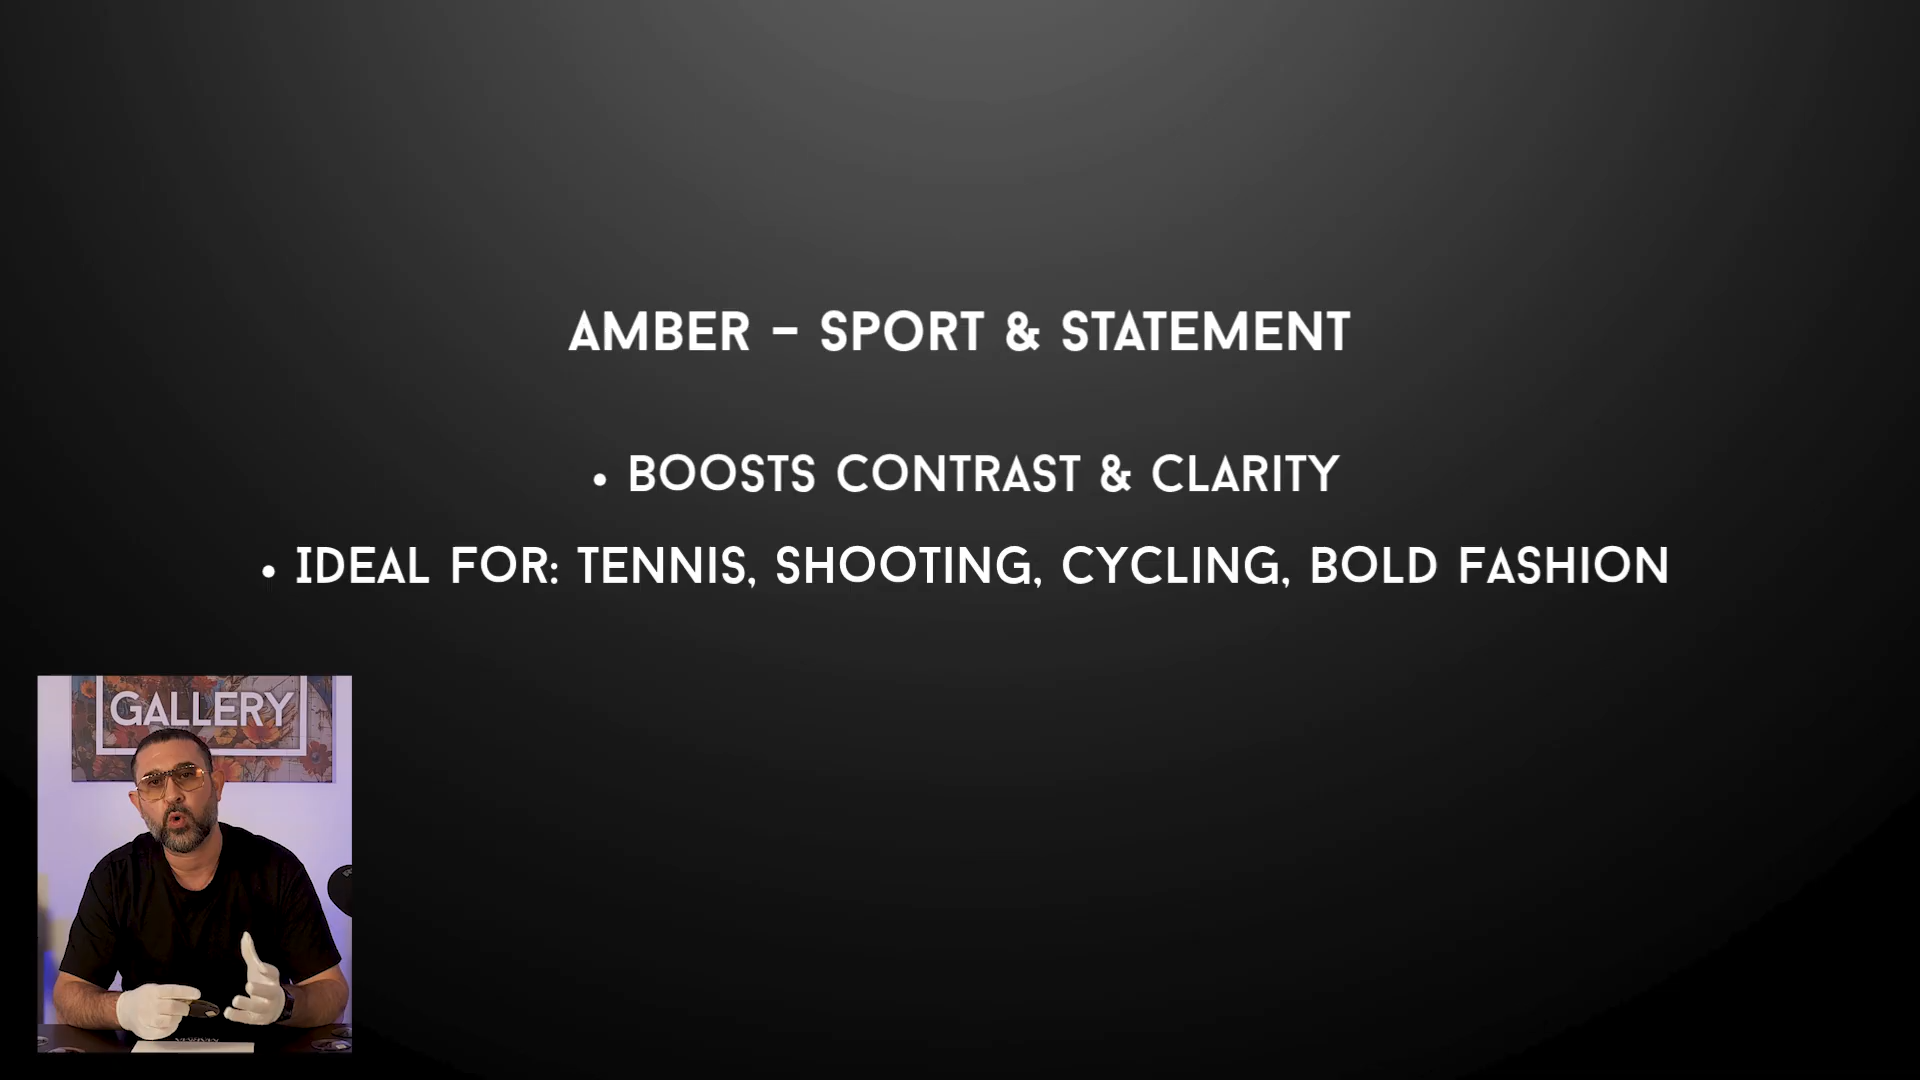 AMBER – SPORT & STATEMENT
• BOOSTS CONTRAST & CLARITY
• IDEAL FOR: TENNIS, SHOOTING, CYCLING, BOLD FASHION
GALLERY